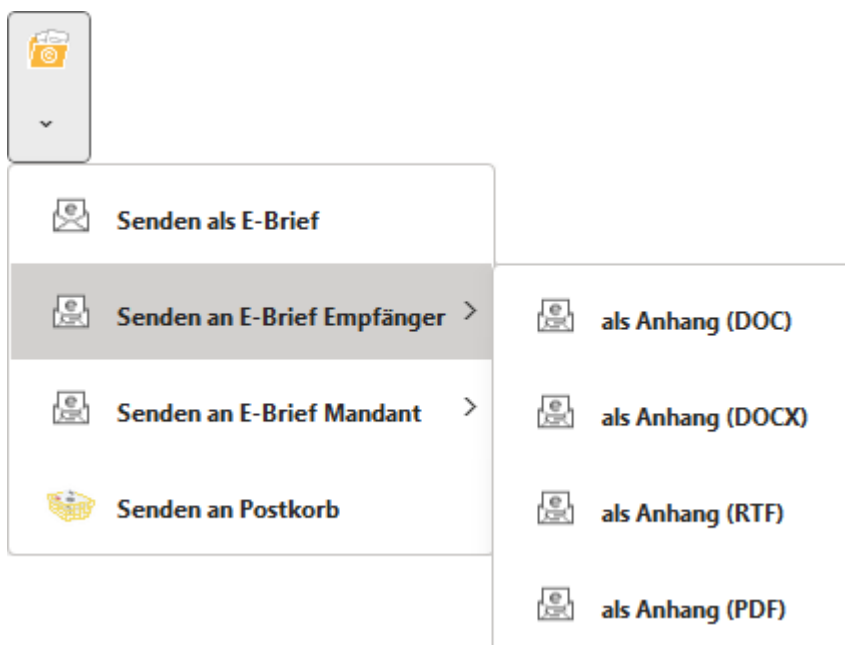 Senden als E-Brief
Senden an E-Brief Empfänger
Senden an E-Brief Mandant
Senden an Postkorb
als Anhang (DOC)
als Anhang (DOCX)
als Anhang (RTF)
als Anhang (PDF)